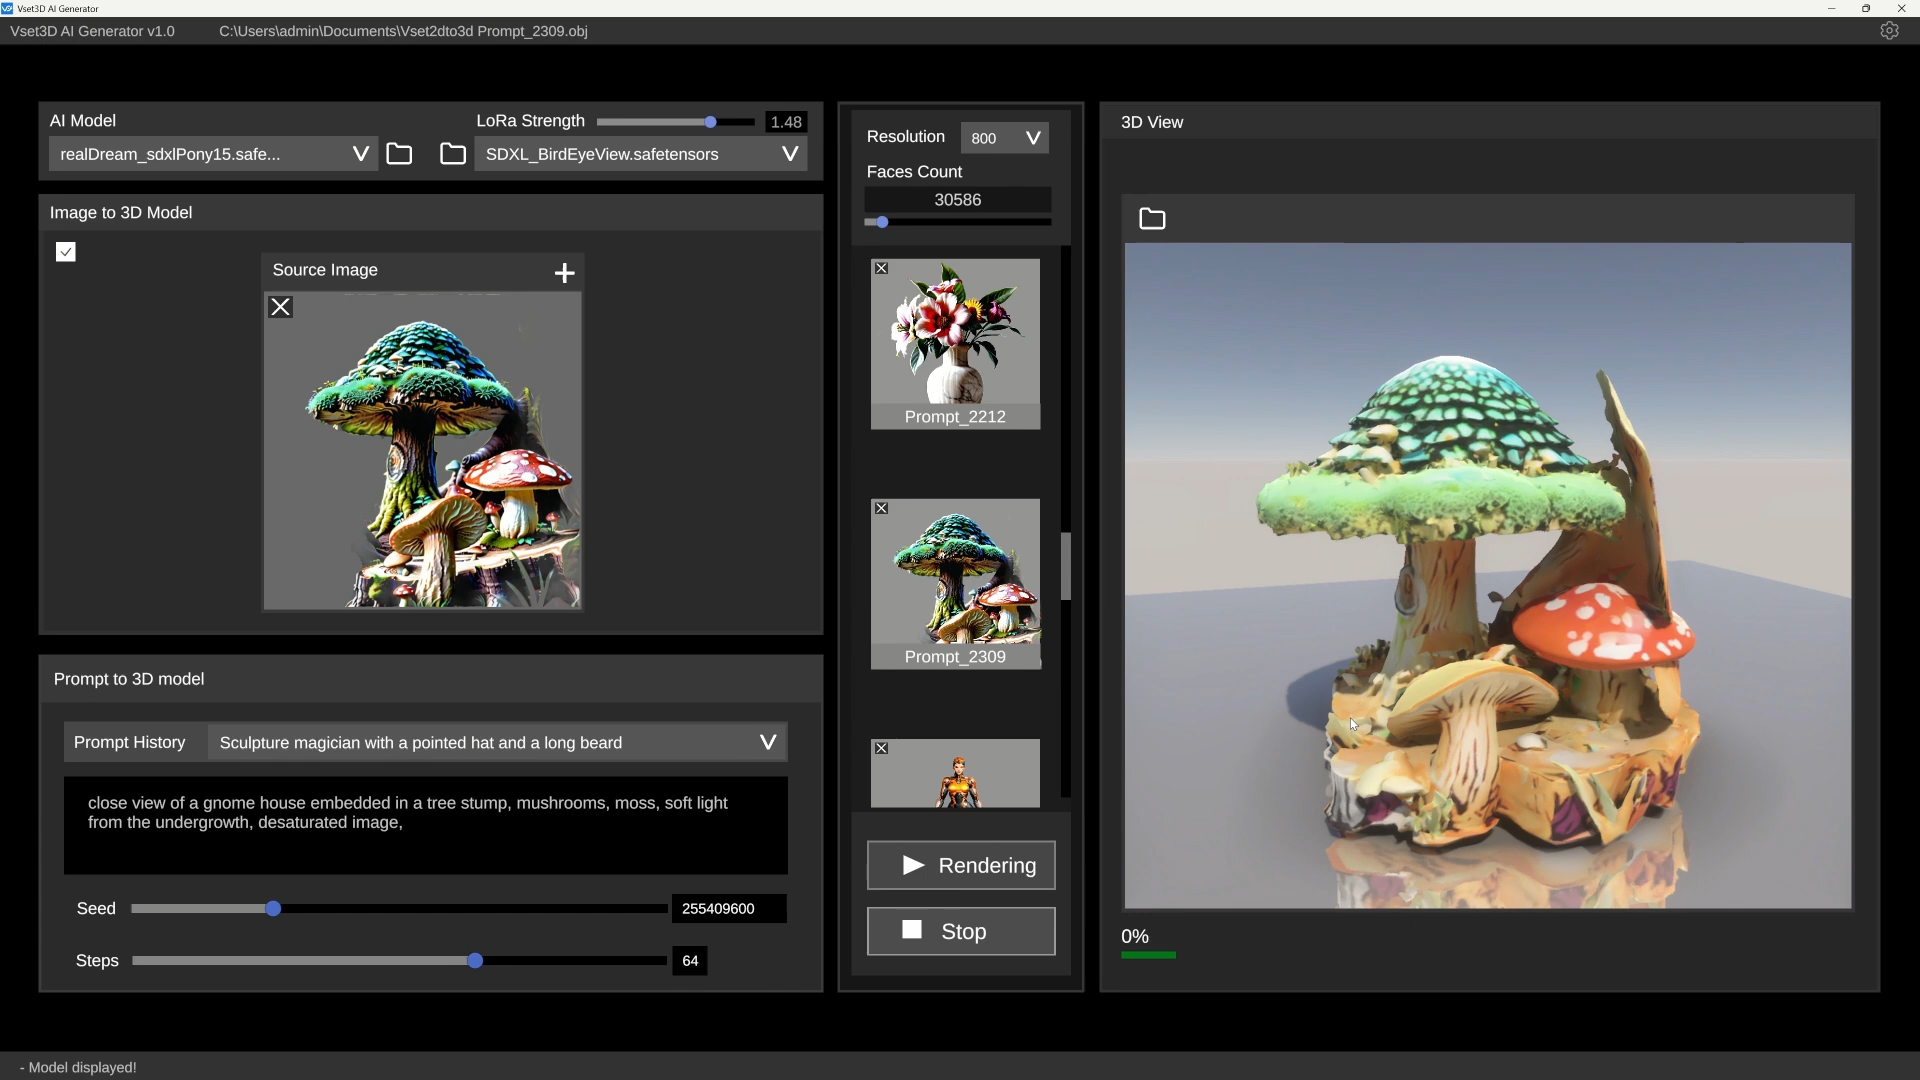 Vset3D AI Generator
Vset3D AI Generator v1.0
C:\Users\admin\Documents\Vset2dto3d Prompt_2309.obj
AI Model
LoRa Strength
1.48
realDream_sdxlPony15.safe...
SDXL_BirdEyeView.safetensors
Image to 3D Model
Source Image
Prompt to 3D model
Prompt History
Sculpture magician with a pointed hat and a long beard
close view of a gnome house embedded in a tree stump, mushrooms, moss, soft light
from the undergrowth, desaturated image,
Seed
255409600
Steps
64
Resolution
800
Faces Count
30586
Prompt_2212
Prompt_2309
Rendering
Stop
3D View
0%
- Model displayed!